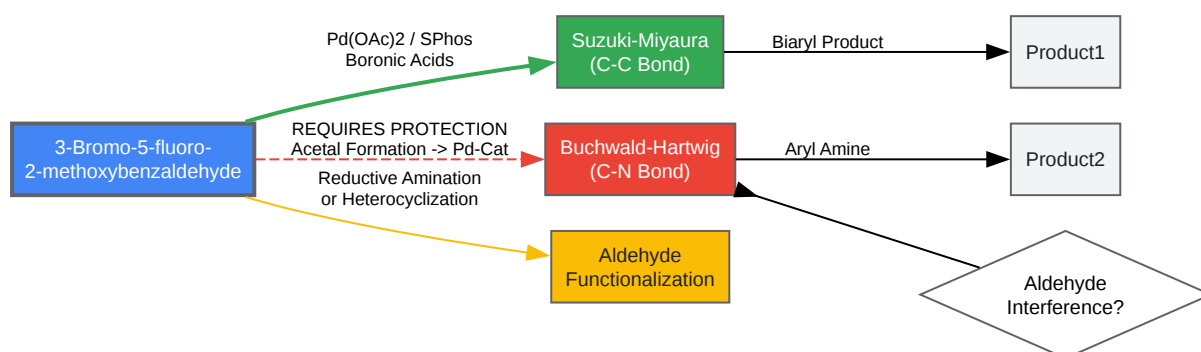 3-Bromo-5-fluoro-
2-methoxybenzaldehyde
Pd(OAc)2 / SPhos
Boronic Acids
Suzuki-Miyaura
(C-C Bond)
Biaryl Product
Product1
REQUIRES PROTECTION
Acetal Formation -> Pd-Cat
Buchwald-Hartwig
(C-N Bond)
Aryl Amine
Product2
Reductive Amination
or Heterocyclization
Aldehyde
Functionalization
Aldehyde
Interference?